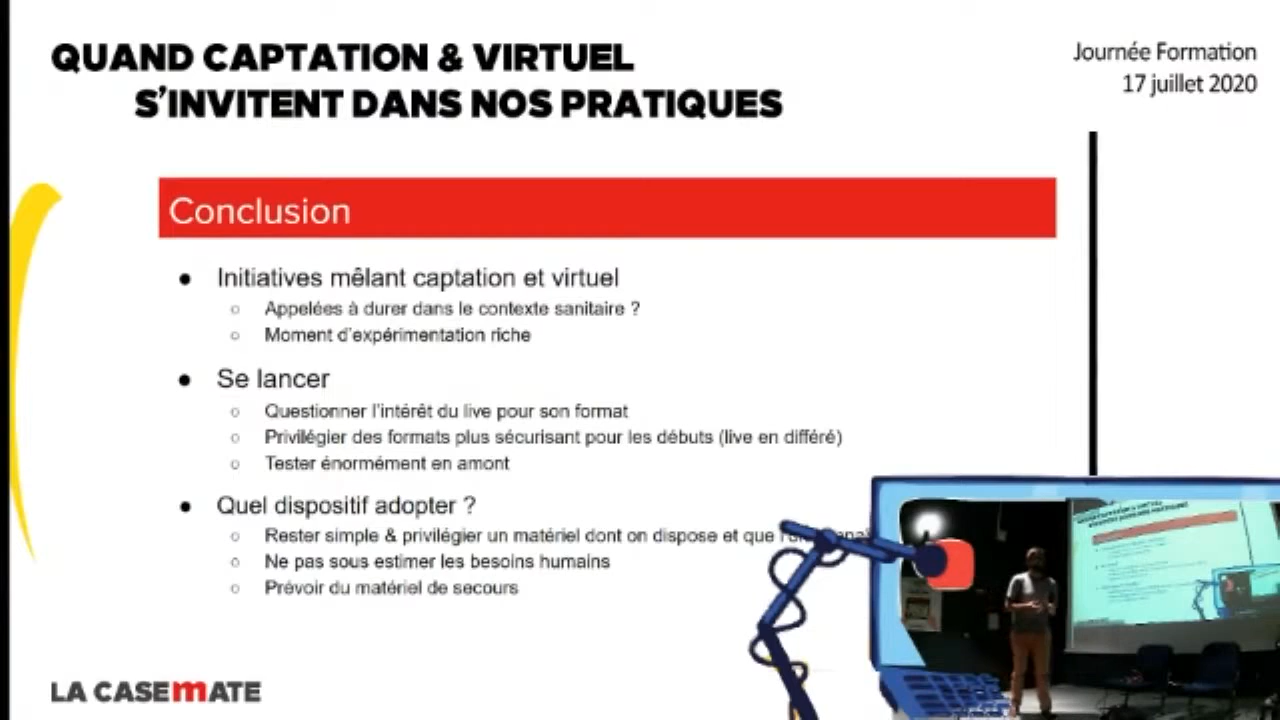 QUAND CAPTATION & VIRTUEL
S'INVITENT DANS NOS PRATIQUES
Journée Formation
17 juillet 2020
Conclusion
● Initiatives mêlant captation et virtuel
○ Appelées à durer dans le contexte sanitaire ?
○ Moment d'expérimentation riche
● Se lancer
○ Questionner l'intérêt du live pour son format
○ Privilégier des formats plus sécurisant pour les débuts (live en différé)
○ Tester énormément en amont
● Quel dispositif adopter ?
○ Rester simple & privilégier un matériel dont on dispose et que
○ Ne pas sous estimer les besoins humains
○ Prévoir du matériel de secours
LA CASEMATE